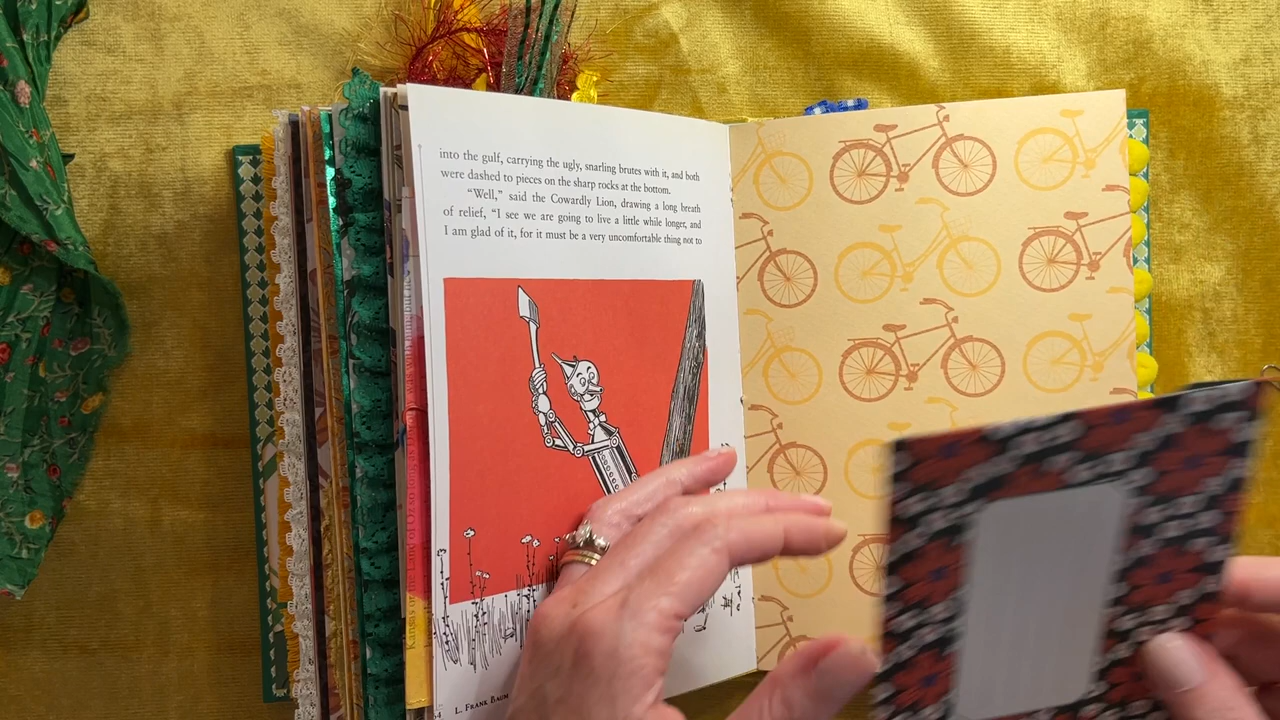 into the gulf, carrying the ugly, snarling brutes with it, and both
were dashed to pieces on the sharp rocks at the bottom.
“Well,” said the Cowardly Lion, drawing a long breath
of relief, “I see we are going to live a little while longer, and
I am glad of it, for it must be a very uncomfortable thing not to
L. FRANK BAUM